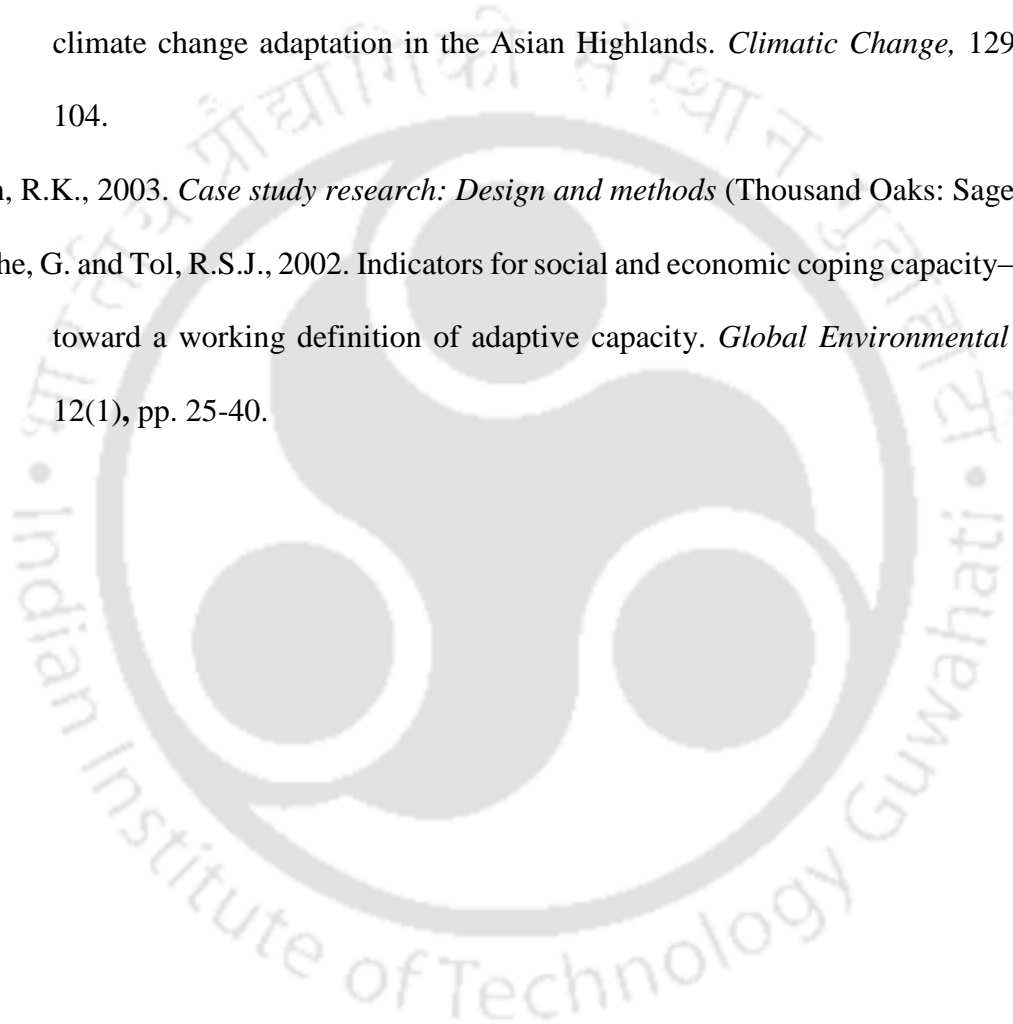 climate change adaptation in the Asian Highlands. Climatic Change, 129
104.
n, R.K., 2003. Case study research: Design and methods (Thousand Oaks: Sage
he, G. and Tol, R.S.J., 2002. Indicators for social and economic coping capacity–
toward a working definition of adaptive capacity. Global Environmental
12(1), pp. 25-40.
भारतीय प्रौद्योगिकी संस्थान गुवाहाटी
• Indian Institute of Technology Guwahati •